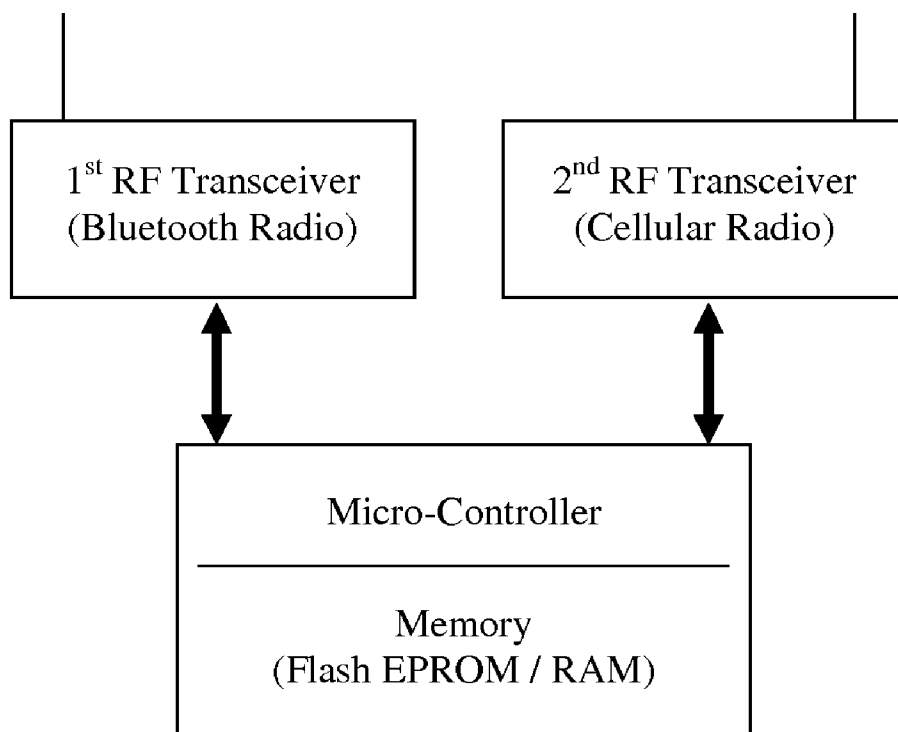 1st RF Transceiver
(Bluetooth Radio)
2nd RF Transceiver
(Cellular Radio)
Micro-Controller
Memory
(Flash EPROM / RAM)